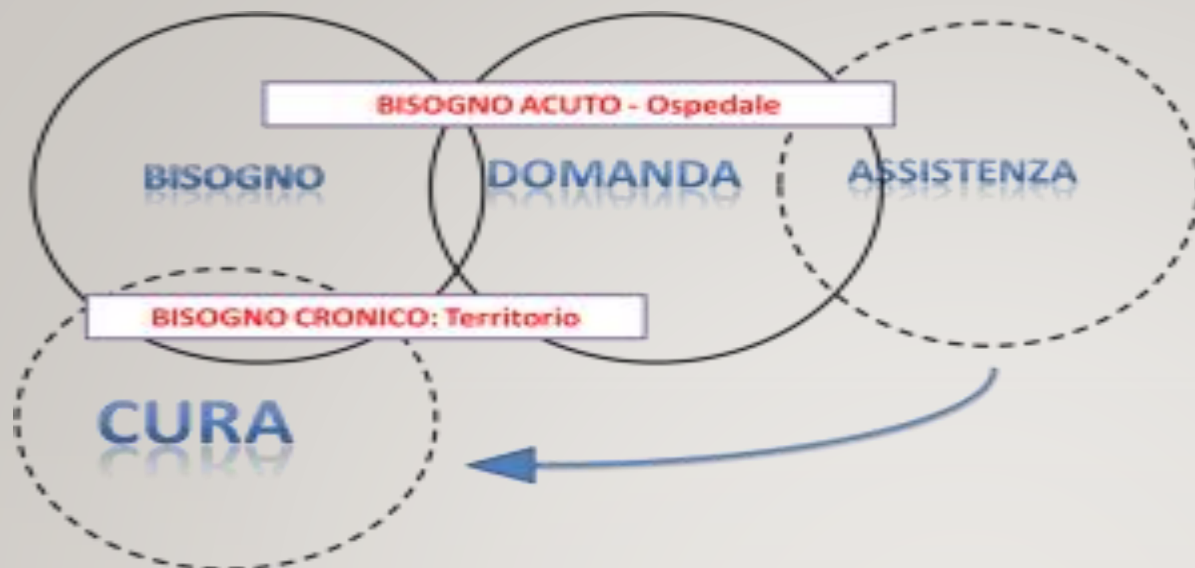 BISOGNO ACUTO - Ospedale
BISOGNO
DOMANDA
ASSISTENZA
BISOGNO CRONICO: Territorio
CURA